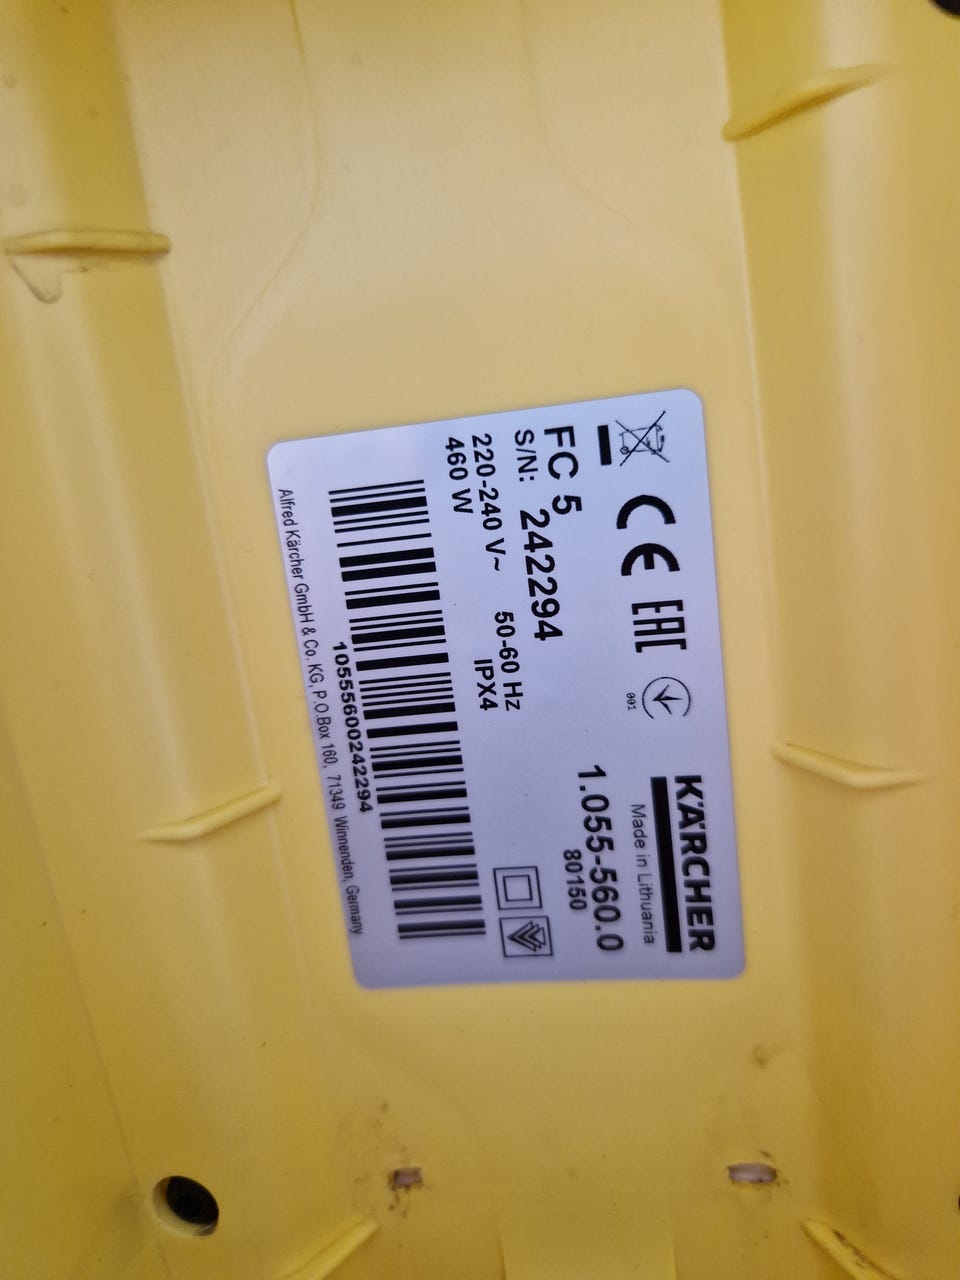 KÄRCHER
Made in Lithuania
CE EAC
001
FC 5
1.055-560.0
80150
S/N: 242294
220-240 V~ 50-60 Hz
460 W IPX4
10555600242294
Alfred Kärcher GmbH & Co. KG, P.O.Box 160, 71349 Winnenden, Germany